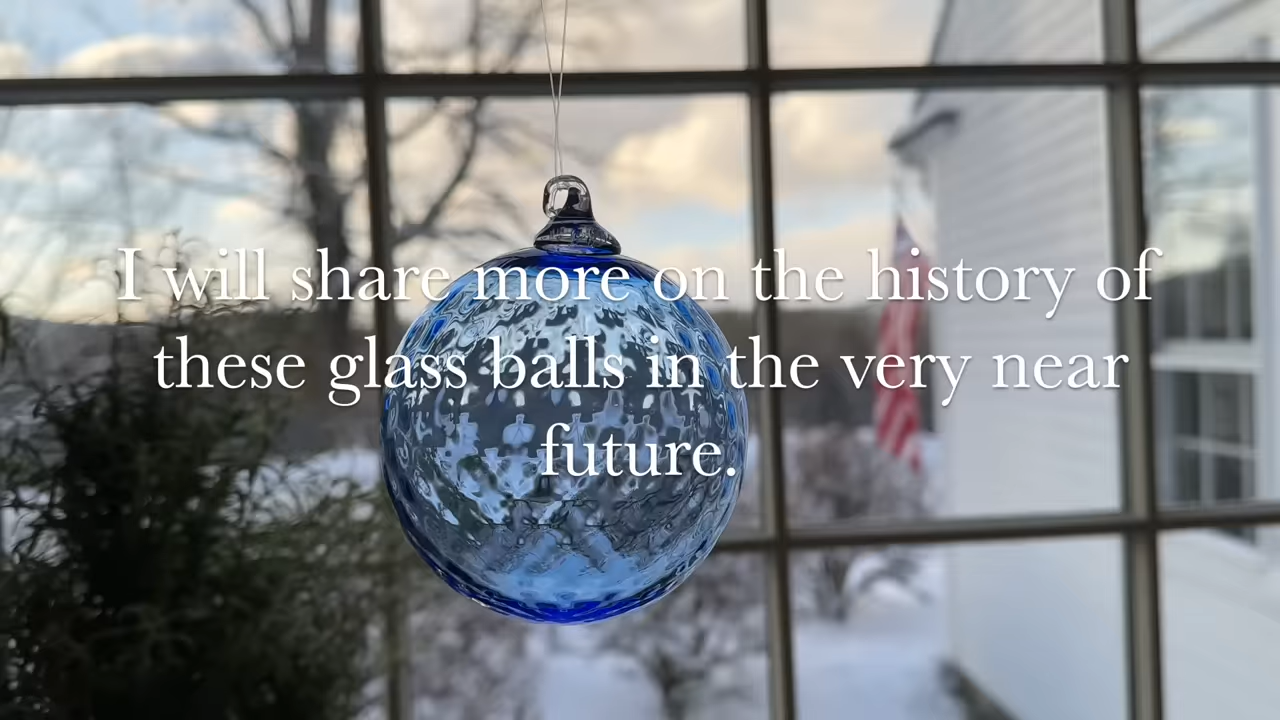 I will share more on the history of
these glass balls in the very near
future.